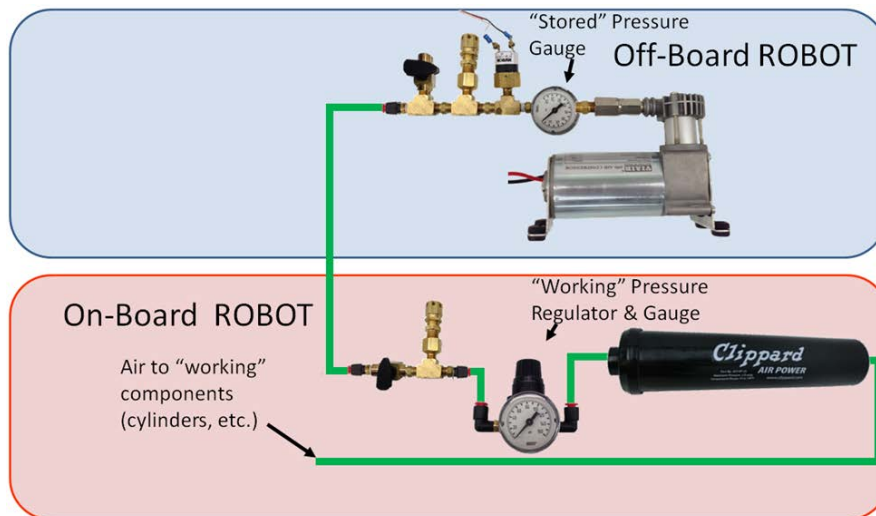 “Stored” Pressure
Gauge
Off-Board ROBOT
On-Board ROBOT
“Working” Pressure
Regulator & Gauge
Air to “working”
components
(cylinders, etc.)
Clippard
AIR POWER